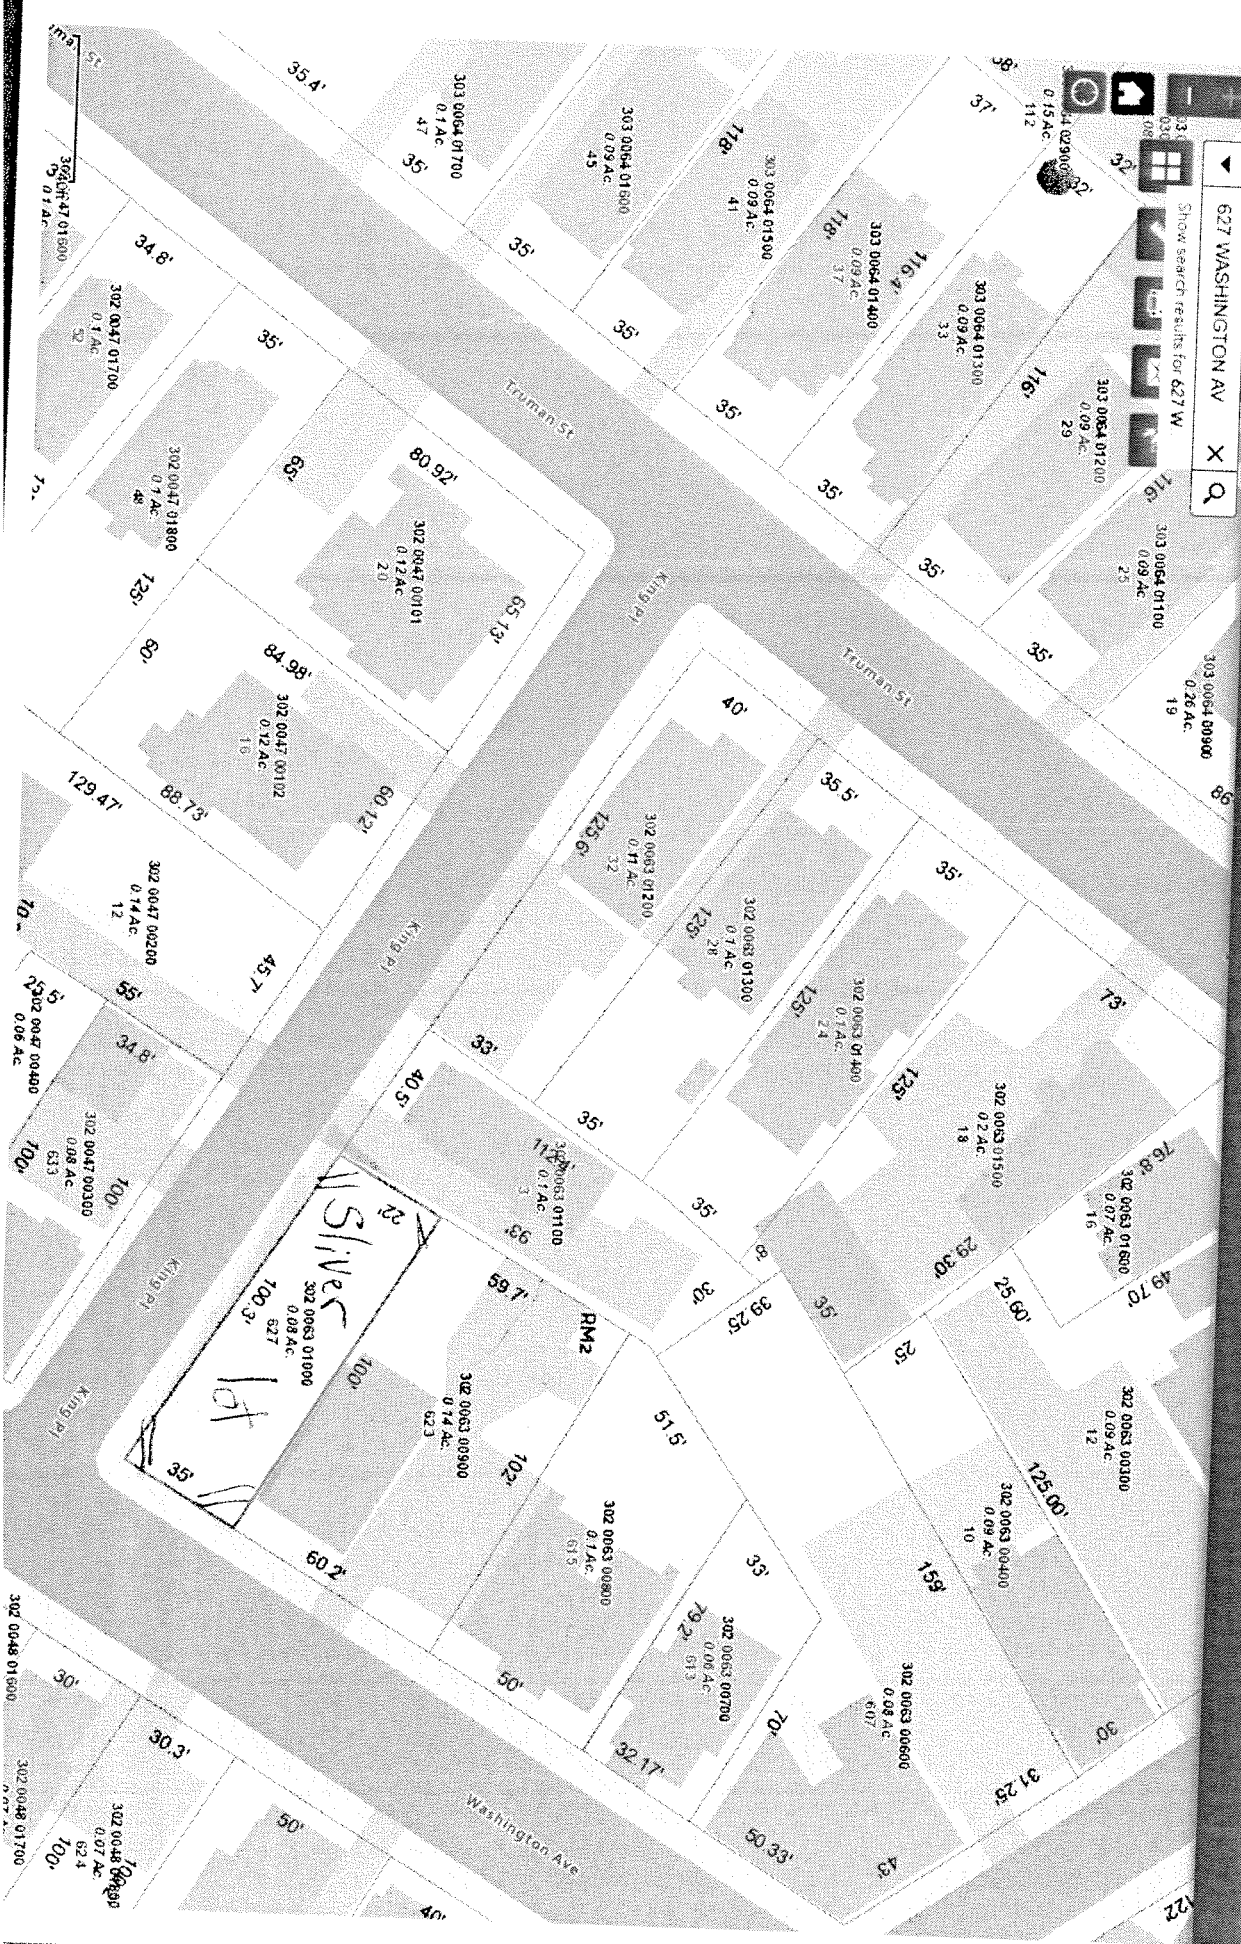 627 WASHINGTON AV
Show search results for 627 W...
38'
37'
0.15 Ac.
112
32'
32'
35.4'
303 0064 01700
0.1 Ac.
47
35'
303 0064 01600
0.09 Ac.
45
35'
118'
303 0064 01500
0.09 Ac.
41
35'
118'
303 0064 01400
0.09 Ac.
37
116.4'
35'
303 0064 01300
0.09 Ac.
33
116'
35'
303 0064 01200
0.09 Ac.
29
116'
35'
303 0064 01100
0.09 Ac.
25
35'
303 0064 00900
0.26 Ac.
19
86'
Truman St
Truman St
King Pl
King Pl
King Pl
King Pl
Washington Ave
34.8'
302 0047 01700
0.1 Ac.
52
35'
302 0047 01800
0.1 Ac.
48
125'
65'
80.92'
302 0047 00101
0.12 Ac.
20
65.13'
60'
84.98'
302 0047 00102
0.12 Ac.
16
60.12'
88.73'
129.47'
302 0047 00200
0.14 Ac.
12
45.7'
55'
25.5'
302 0047 00400
0.06 Ac.
34.8'
302 0047 00300
0.08 Ac.
633
100'
100'
40'
302 0063 01200
0.11 Ac.
32
125.6'
33'
35.5'
302 0063 01300
0.1 Ac.
28
125'
35'
35'
302 0063 01400
0.1 Ac.
24
125'
35'
73'
302 0063 01500
0.2 Ac.
18
125'
8'
35'
29.30'
76.8'
302 0063 01600
0.07 Ac.
16
49.70'
25.60'
25'
302 0063 00300
0.09 Ac.
12
125.00'
302 0063 00400
0.09 Ac.
10
30'
159'
31.25'
302 0063 00600
0.08 Ac.
607
43'
50.33'
70'
302 0063 00700
0.06 Ac.
613
79.2'
33'
32.17'
51.5'
302 0063 00800
0.1 Ac.
615
102'
50'
RM2
39.25'
30'
59.7'
302 0063 00900
0.14 Ac.
623
100'
60.2'
40.5'
302 0063 01100
0.1 Ac.
3
93'
22'
Sliver
lot
302 0063 01000
0.08 Ac.
627
100.3'
35'
302 0048 01600
30'
302 0048 01700
30.3'
0.07 Ac.
624
100'
50'
40'
122'